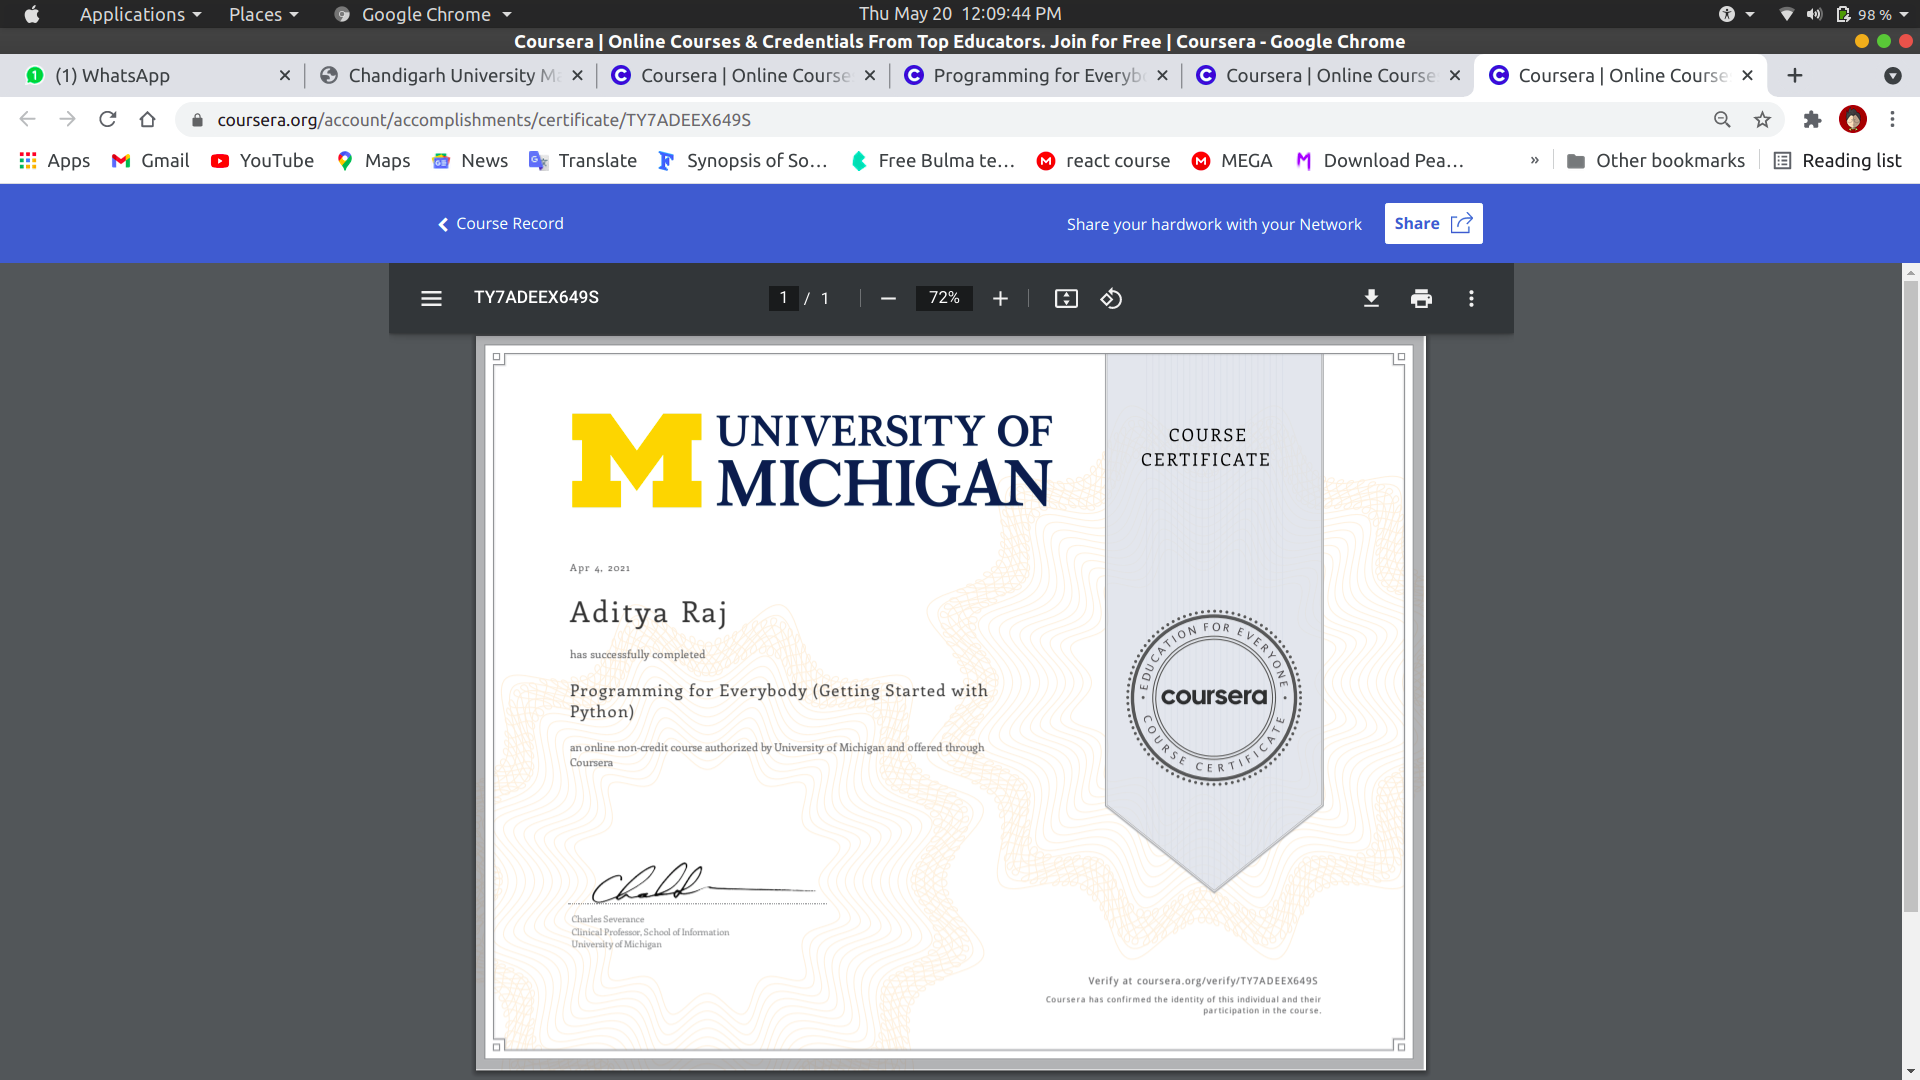 Applications Places Google Chrome Thu May 20 12:09:44 PM 98 %
Coursera | Online Courses & Credentials From Top Educators. Join for Free | Coursera - Google Chrome
(1) WhatsApp Chandigarh University Ma Coursera | Online Course Programming for Everyb Coursera | Online Course Coursera | Online Course
coursera.org/account/accomplishments/certificate/TY7ADEEX649S
Apps Gmail YouTube Maps News Translate Synopsis of So... Free Bulma te... react course MEGA Download Pea... » Other bookmarks Reading list
Course Record Share your hardwork with your Network Share
TY7ADEEX649S 1 / 1 72%
UNIVERSITY OF
MICHIGAN
COURSE
CERTIFICATE
Apr 4, 2021
Aditya Raj
has successfully completed
Programming for Everybody (Getting Started with
Python)
an online non-credit course authorized by University of Michigan and offered through
Coursera
EDUCATION FOR EVERYONE
coursera
COURSE CERTIFICATE
Charles Severance
Clinical Professor, School of Information
University of Michigan
Verify at coursera.org/verify/TY7ADEEX649S
Coursera has confirmed the identity of this individual and their
participation in the course.